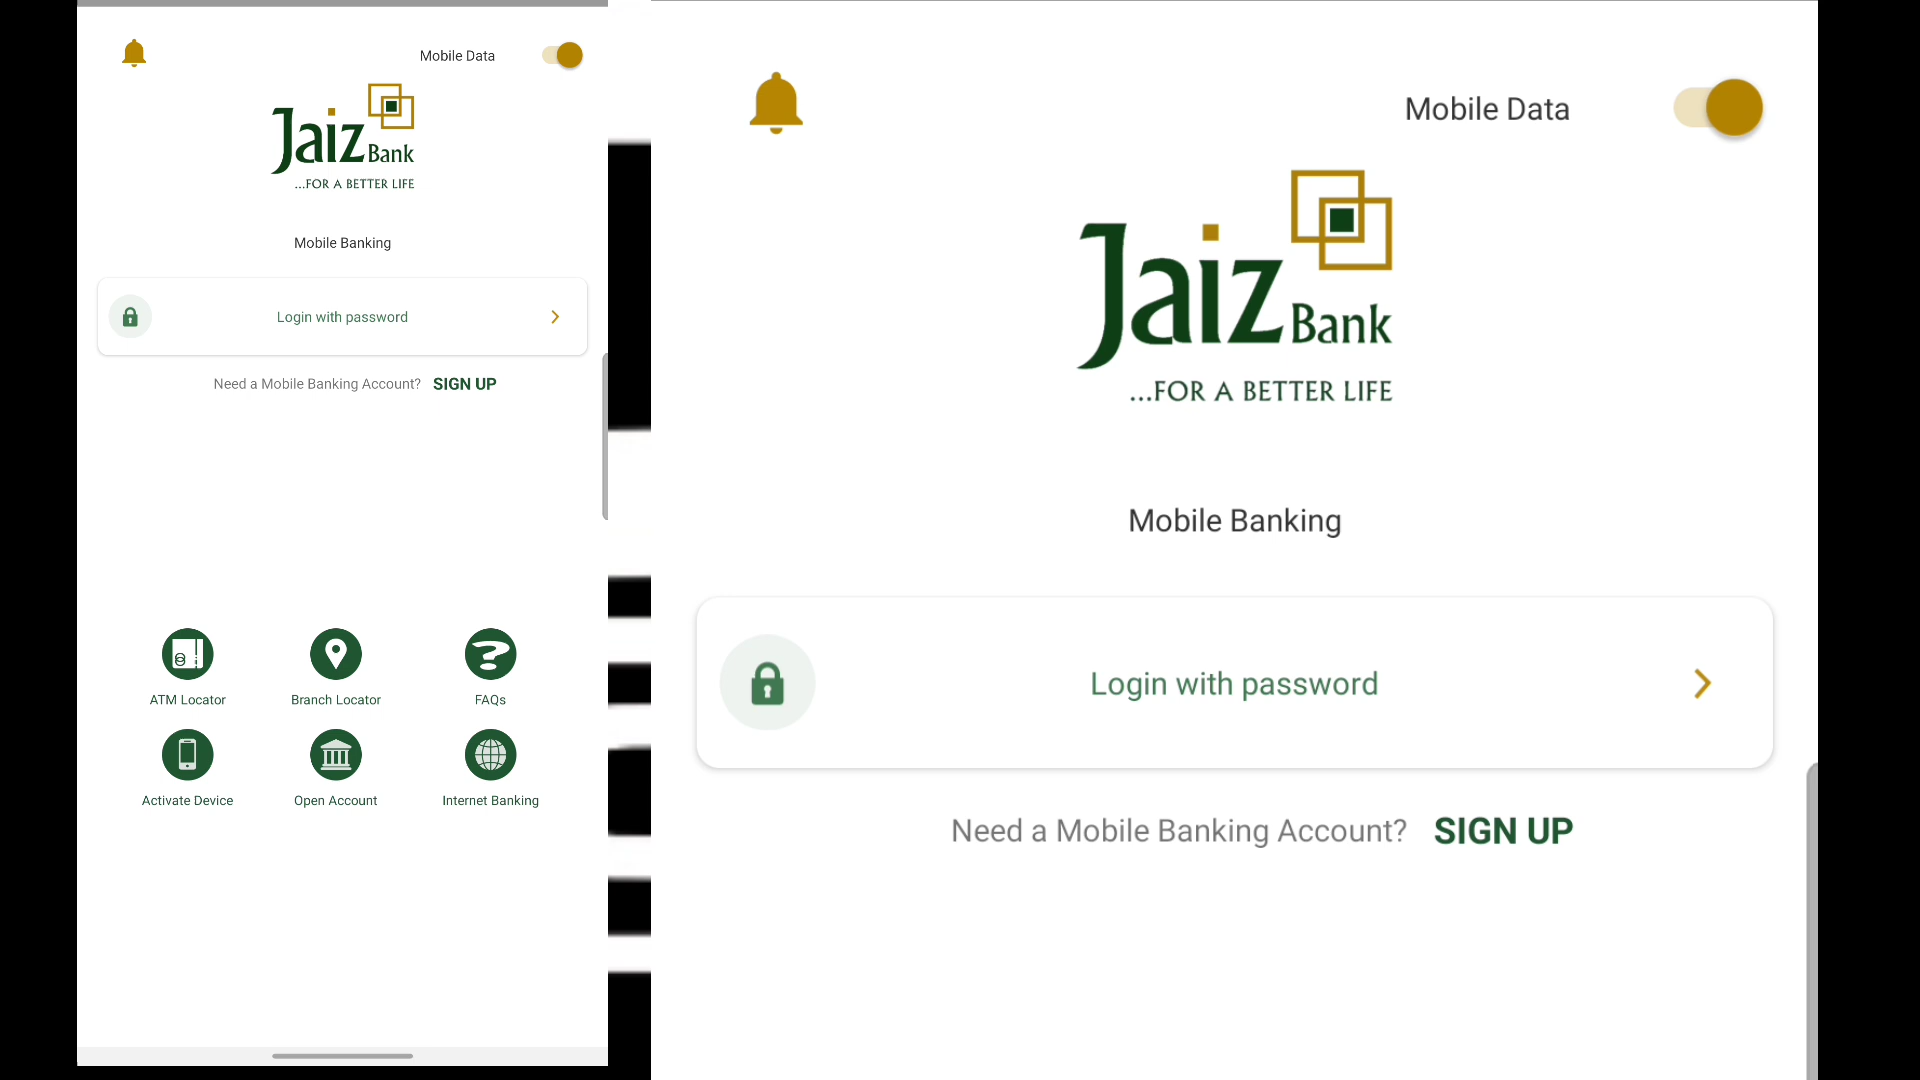 Mobile Data
Jaiz Bank
...FOR A BETTER LIFE
Mobile Banking
Login with password
Need a Mobile Banking Account? SIGN UP
ATM Locator Branch Locator FAQs
Activate Device Open Account Internet Banking
Mobile Data
Jaiz Bank
...FOR A BETTER LIFE
Mobile Banking
Login with password
Need a Mobile Banking Account? SIGN UP